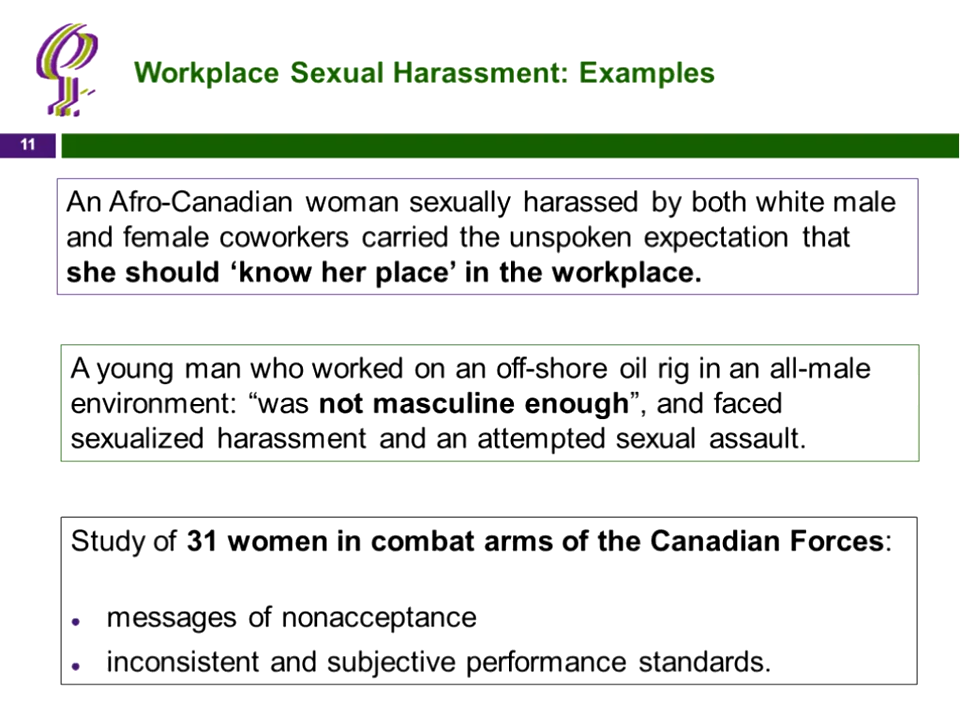 Workplace Sexual Harassment: Examples
11
An Afro-Canadian woman sexually harassed by both white male
and female coworkers carried the unspoken expectation that
she should ‘know her place’ in the workplace.
A young man who worked on an off-shore oil rig in an all-male
environment: “was not masculine enough”, and faced
sexualized harassment and an attempted sexual assault.
Study of 31 women in combat arms of the Canadian Forces:
• messages of nonacceptance
• inconsistent and subjective performance standards.